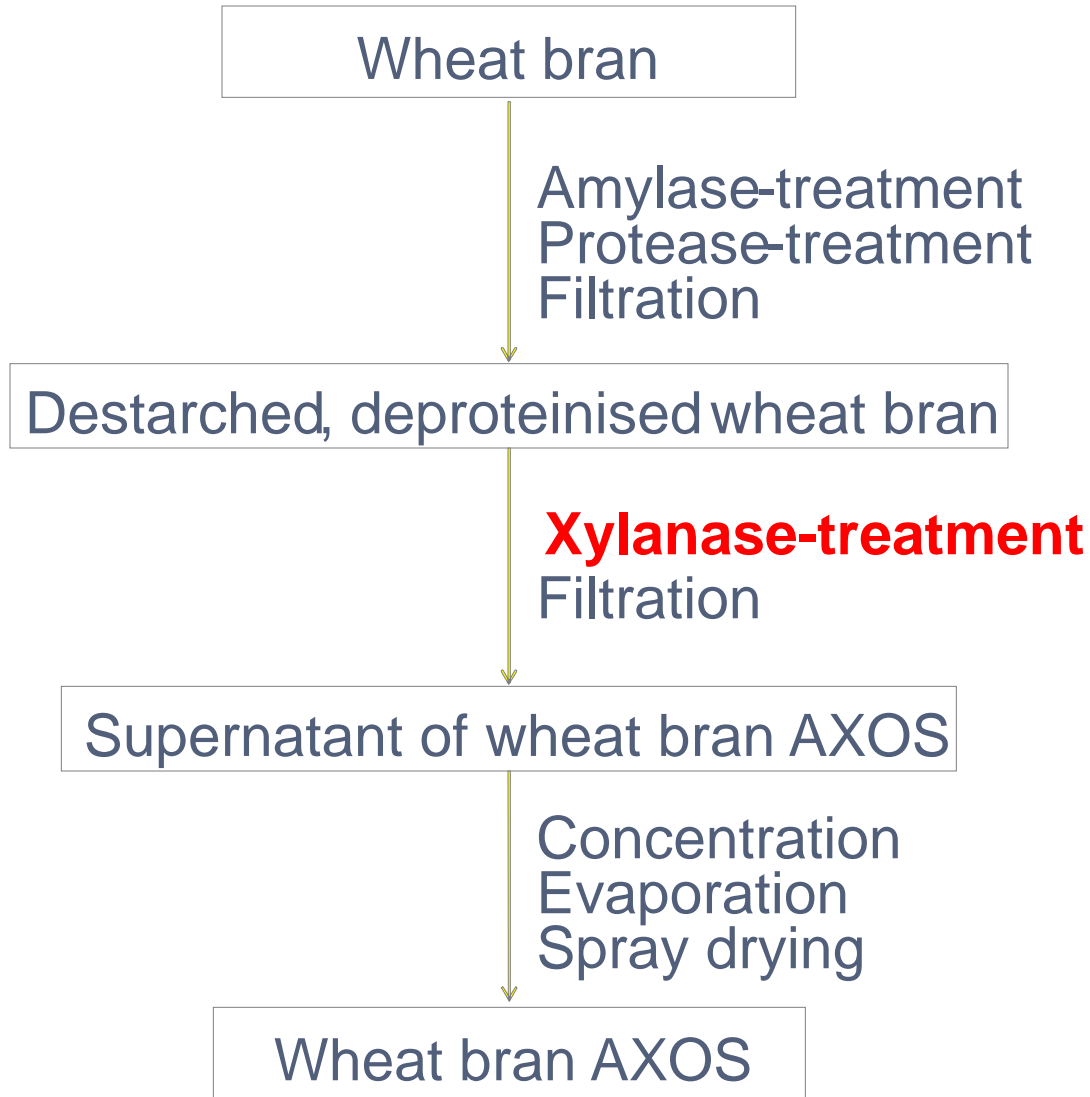 Wheat bran
Amylase-treatment
Protease-treatment
Filtration
Destarched, deproteinised wheat bran
Xylanase-treatment
Filtration
Supernatant of wheat bran AXOS
Concentration
Evaporation
Spray drying
Wheat bran AXOS